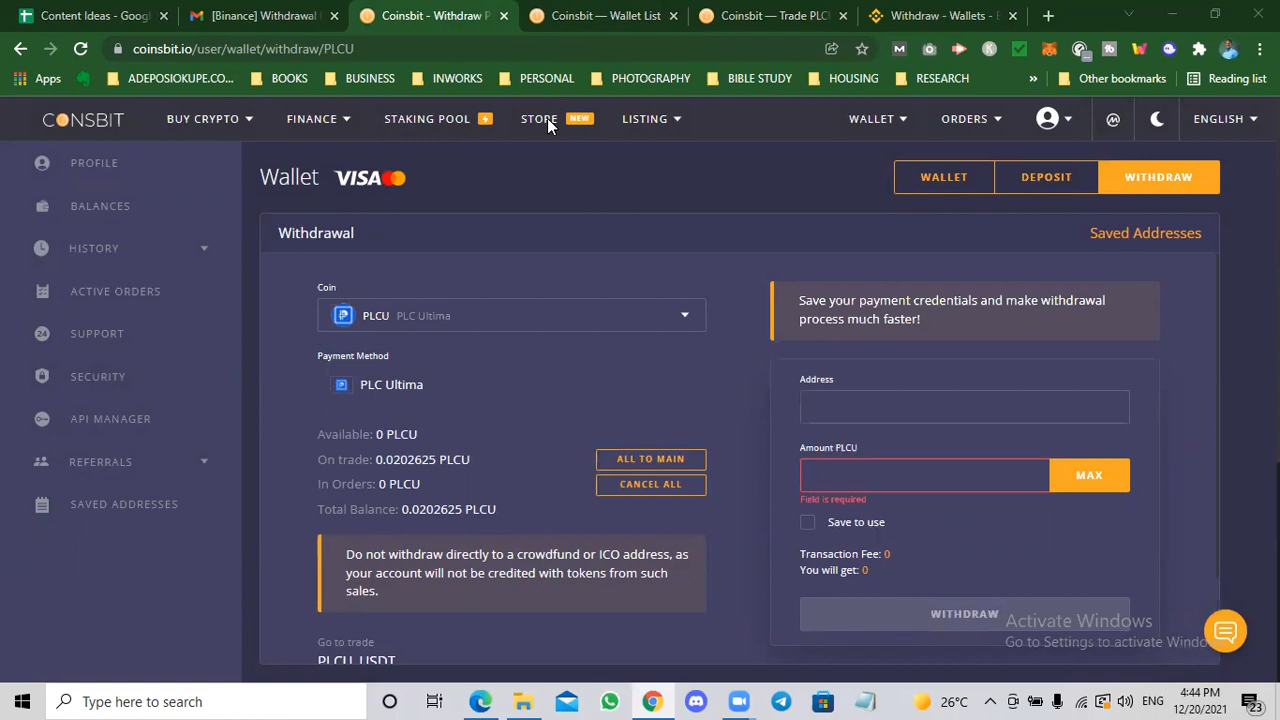 Content Ideas - Googl
[Binance] Withdrawal
Coinsbit - Withdraw P
Coinsbit — Wallet List
Coinsbit — Trade PLC
Withdraw - Wallets - B
coinsbit.io/user/wallet/withdraw/PLCU
Apps
ADEPOSIOKUPE.CO...
BOOKS
BUSINESS
INWORKS
PERSONAL
PHOTOGRAPHY
BIBLE STUDY
HOUSING
RESEARCH
»
Other bookmarks
Reading list
COINSBIT
BUY CRYPTO
FINANCE
STAKING POOL
STORE NEW
LISTING
WALLET
ORDERS
ENGLISH
PROFILE
BALANCES
HISTORY
ACTIVE ORDERS
24 SUPPORT
SECURITY
API MANAGER
REFERRALS
SAVED ADDRESSES
Wallet VISA
WALLET
DEPOSIT
WITHDRAW
Withdrawal
Saved Addresses
Coin
PLCU PLC Ultima
Payment Method
PLC Ultima
Available: 0 PLCU
On trade: 0.0202625 PLCU
ALL TO MAIN
In Orders: 0 PLCU
CANCEL ALL
Total Balance: 0.0202625 PLCU
Do not withdraw directly to a crowdfund or ICO address, as
your account will not be credited with tokens from such
sales.
Go to trade
PLCU_USDT
Save your payment credentials and make withdrawal
process much faster!
Address
Amount PLCU
MAX
Field is required
Save to use
Transaction Fee: 0
You will get: 0
WITHDRAW
Activate Windows
Go to Settings to activate Windo
Type here to search
26°C
ENG
4:44 PM
12/20/2021
23